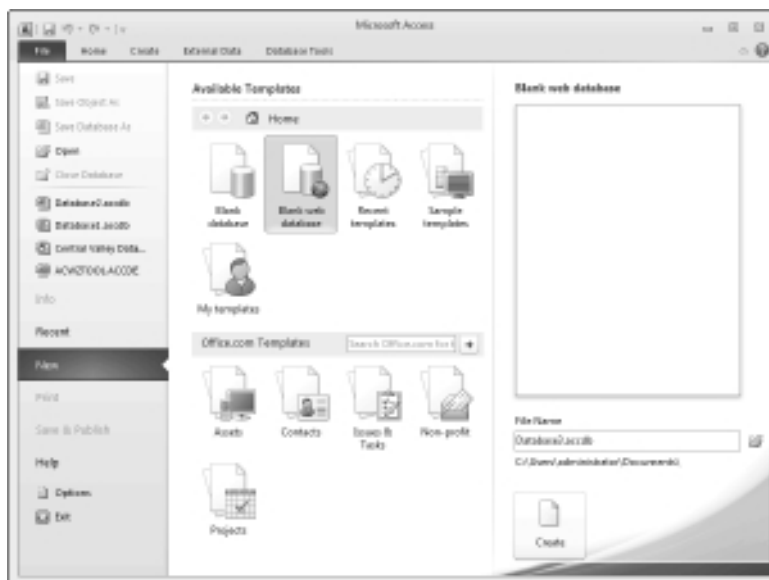 Microsoft Access
File Home Create External Data Database Tools
Save
Save Object As
Save Database As
Open
Close Database
Database2.accdb
Database1.accdb
Central Valley Data...
Info
Recent
New
Print
Save & Publish
Help
Options
Exit
Available Templates
Home
Blank database
Blank web database
Recent templates
Sample templates
My templates
Office.com Templates
Search Office.com for t
Assets
Contacts
Issues & Tasks
Non-profit
Projects
Blank web database
File Name
Database3.accdb
C:\Users\administrator\Documents\
Create